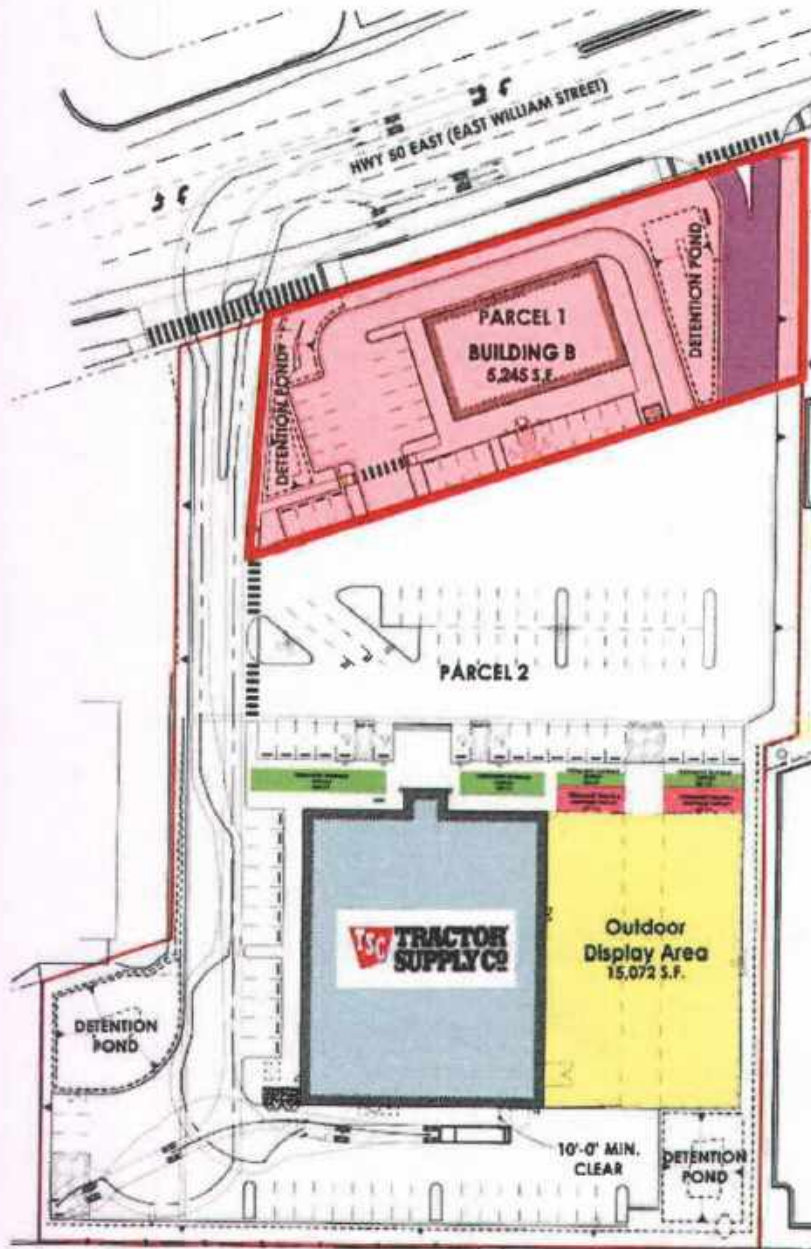 HWY 50 EAST (EAST WILLIAM STREET)
DETENTION POND
PARCEL 1
BUILDING B
5,245 S.F.
DETENTION POND
PARCEL 2
TSC TRACTOR
SUPPLY CO
Outdoor
Display Area
15,072 S.F.
DETENTION
POND
10'-0" MIN.
CLEAR
DETENTION
POND